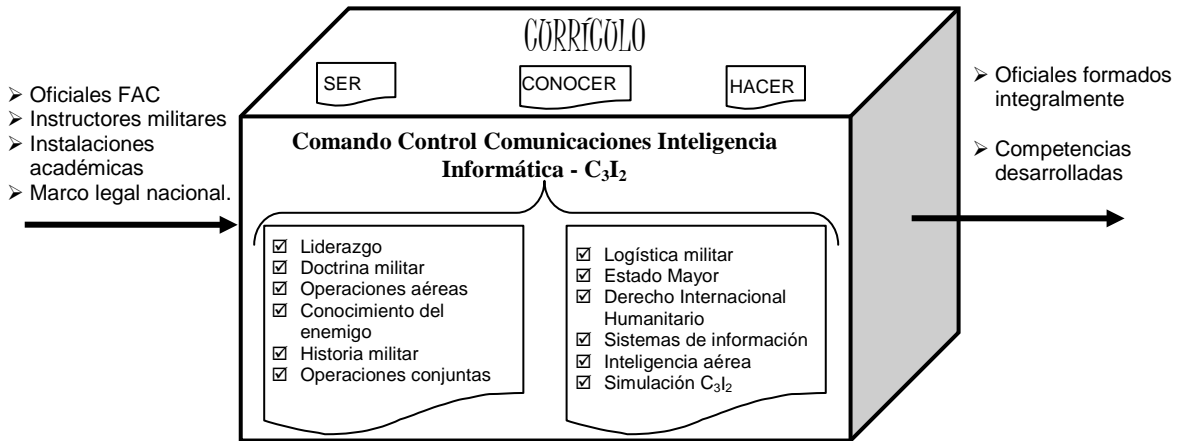 CURRÍCULO
SER
CONOCER
HACER
➢ Oficiales FAC
➢ Instructores militares
➢ Instalaciones
académicas
➢ Marco legal nacional.
Comando Control Comunicaciones Inteligencia
Informática - C₃I₂
☑ Liderazgo
☑ Doctrina militar
☑ Operaciones aéreas
☑ Conocimiento del
enemigo
☑ Historia militar
☑ Operaciones conjuntas
☑ Logística militar
☑ Estado Mayor
☑ Derecho Internacional
Humanitario
☑ Sistemas de información
☑ Inteligencia aérea
☑ Simulación C₃I₂
➢ Oficiales formados
integralmente
➢ Competencias
desarrolladas